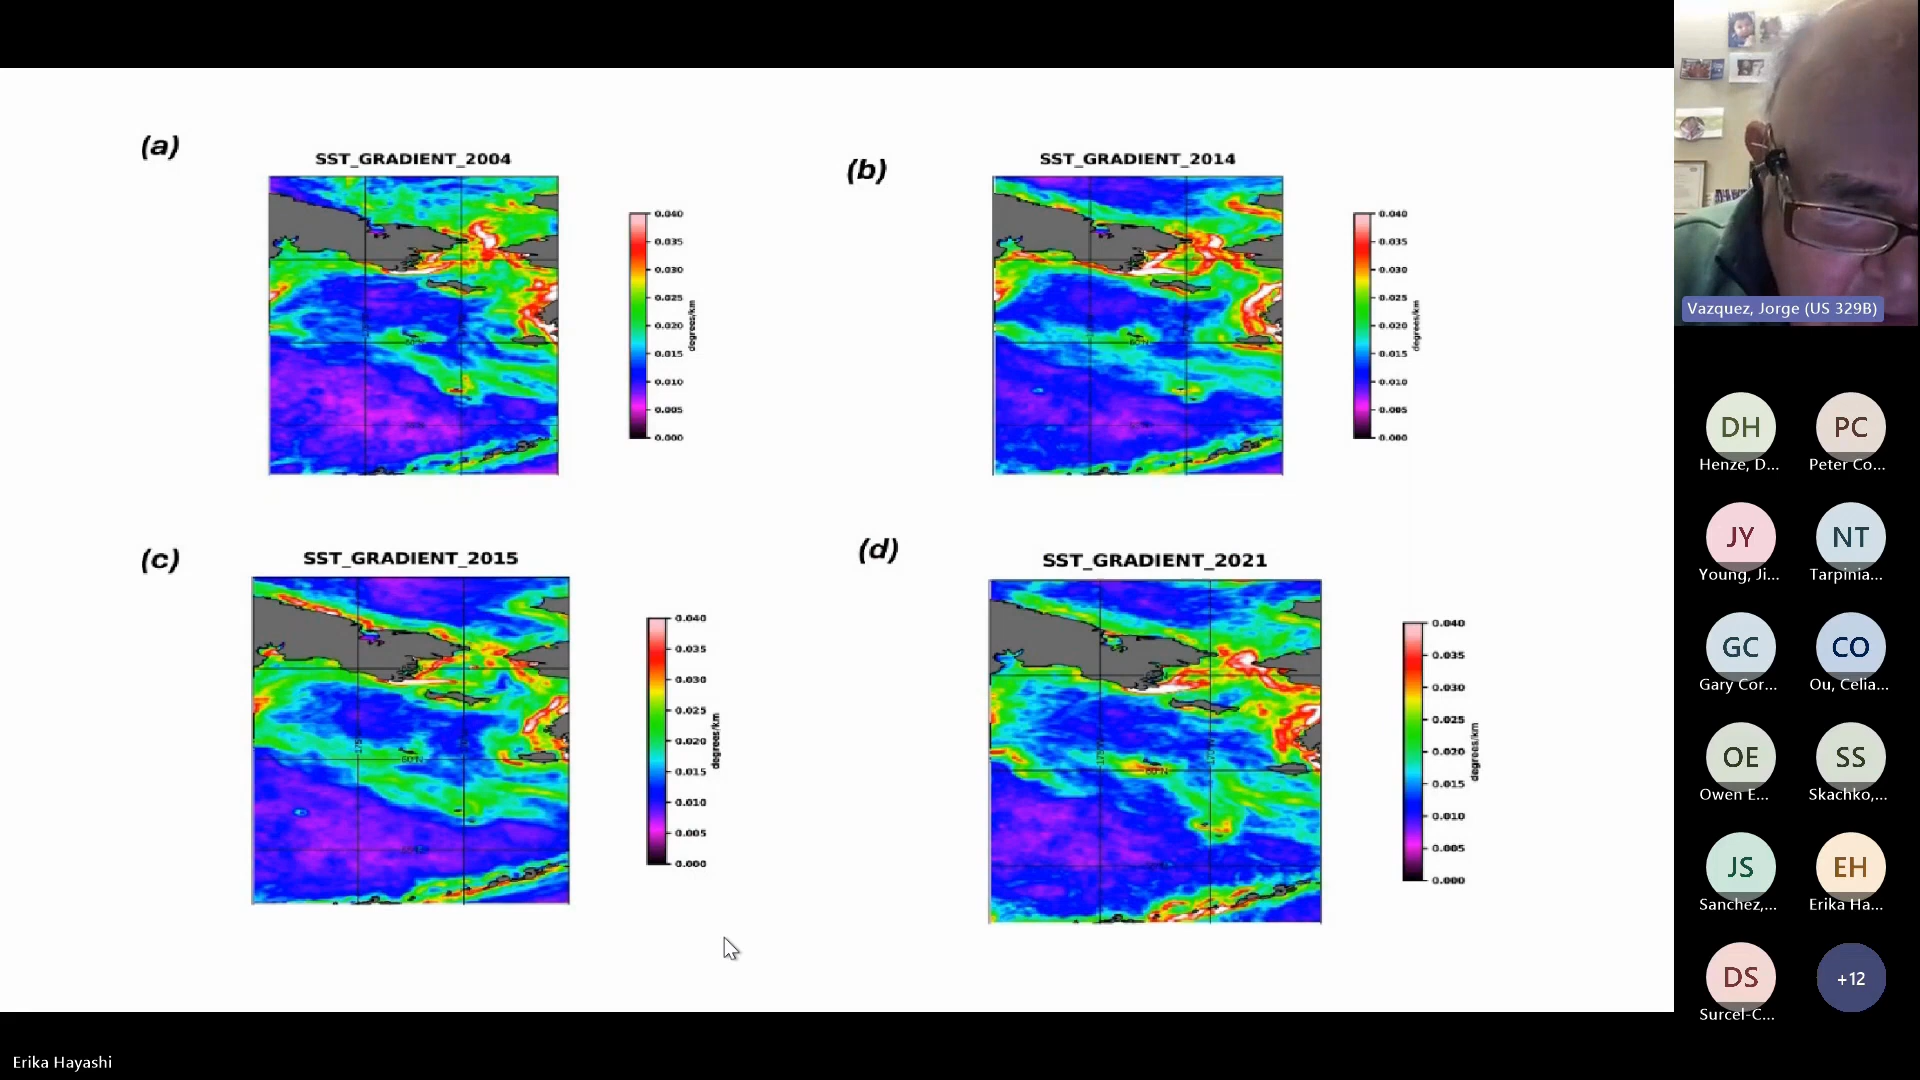 (a)
SST_GRADIENT_2004
0.040
0.035
0.030
0.025
0.020
0.015
0.010
0.005
0.000
degrees/km
60°N
(b)
SST_GRADIENT_2014
0.040
0.035
0.030
0.025
0.020
0.015
0.010
0.005
0.000
degrees/km
60°N
(c)
SST_GRADIENT_2015
0.040
0.035
0.030
0.025
0.020
0.015
0.010
0.005
0.000
degrees/km
60°N
(d)
SST_GRADIENT_2021
0.040
0.035
0.030
0.025
0.020
0.015
0.010
0.005
0.000
degrees/km
175°W
170°W
60°N
Vazquez, Jorge (US 329B)
DH
Henze, D...
PC
Peter Co...
JY
Young, Ji...
NT
Tarpinia...
GC
Gary Cor...
CO
Ou, Celia...
OE
Owen E...
SS
Skachko,...
JS
Sanchez,...
EH
Erika Ha...
DS
Surcel-C...
+12
Erika Hayashi